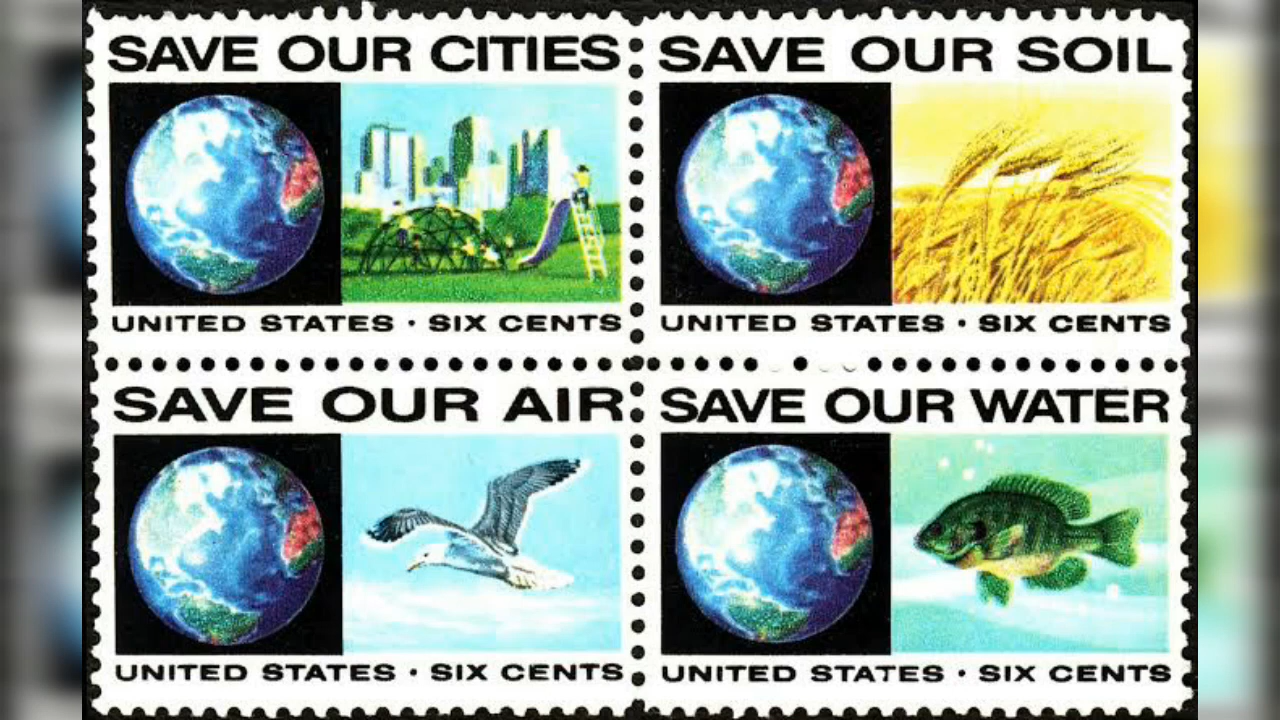 SAVE OUR CITIES
UNITED STATES · SIX CENTS
SAVE OUR SOIL
UNITED STATES · SIX CENTS
SAVE OUR AIR
UNITED STATES · SIX CENTS
SAVE OUR WATER
UNITED STATES · SIX CENTS